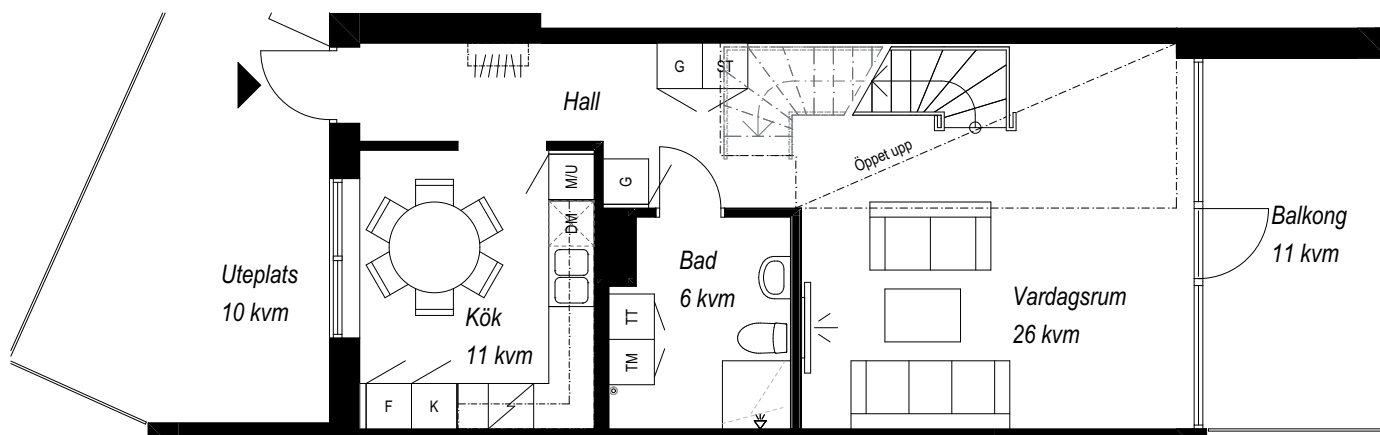 G
ST
Hall
Öppet upp
M/U
G
DM
Uteplats
10 kvm
Kök
11 kvm
Bad
6 kvm
TT
TM
Vardagsrum
26 kvm
Balkong
11 kvm
F
K